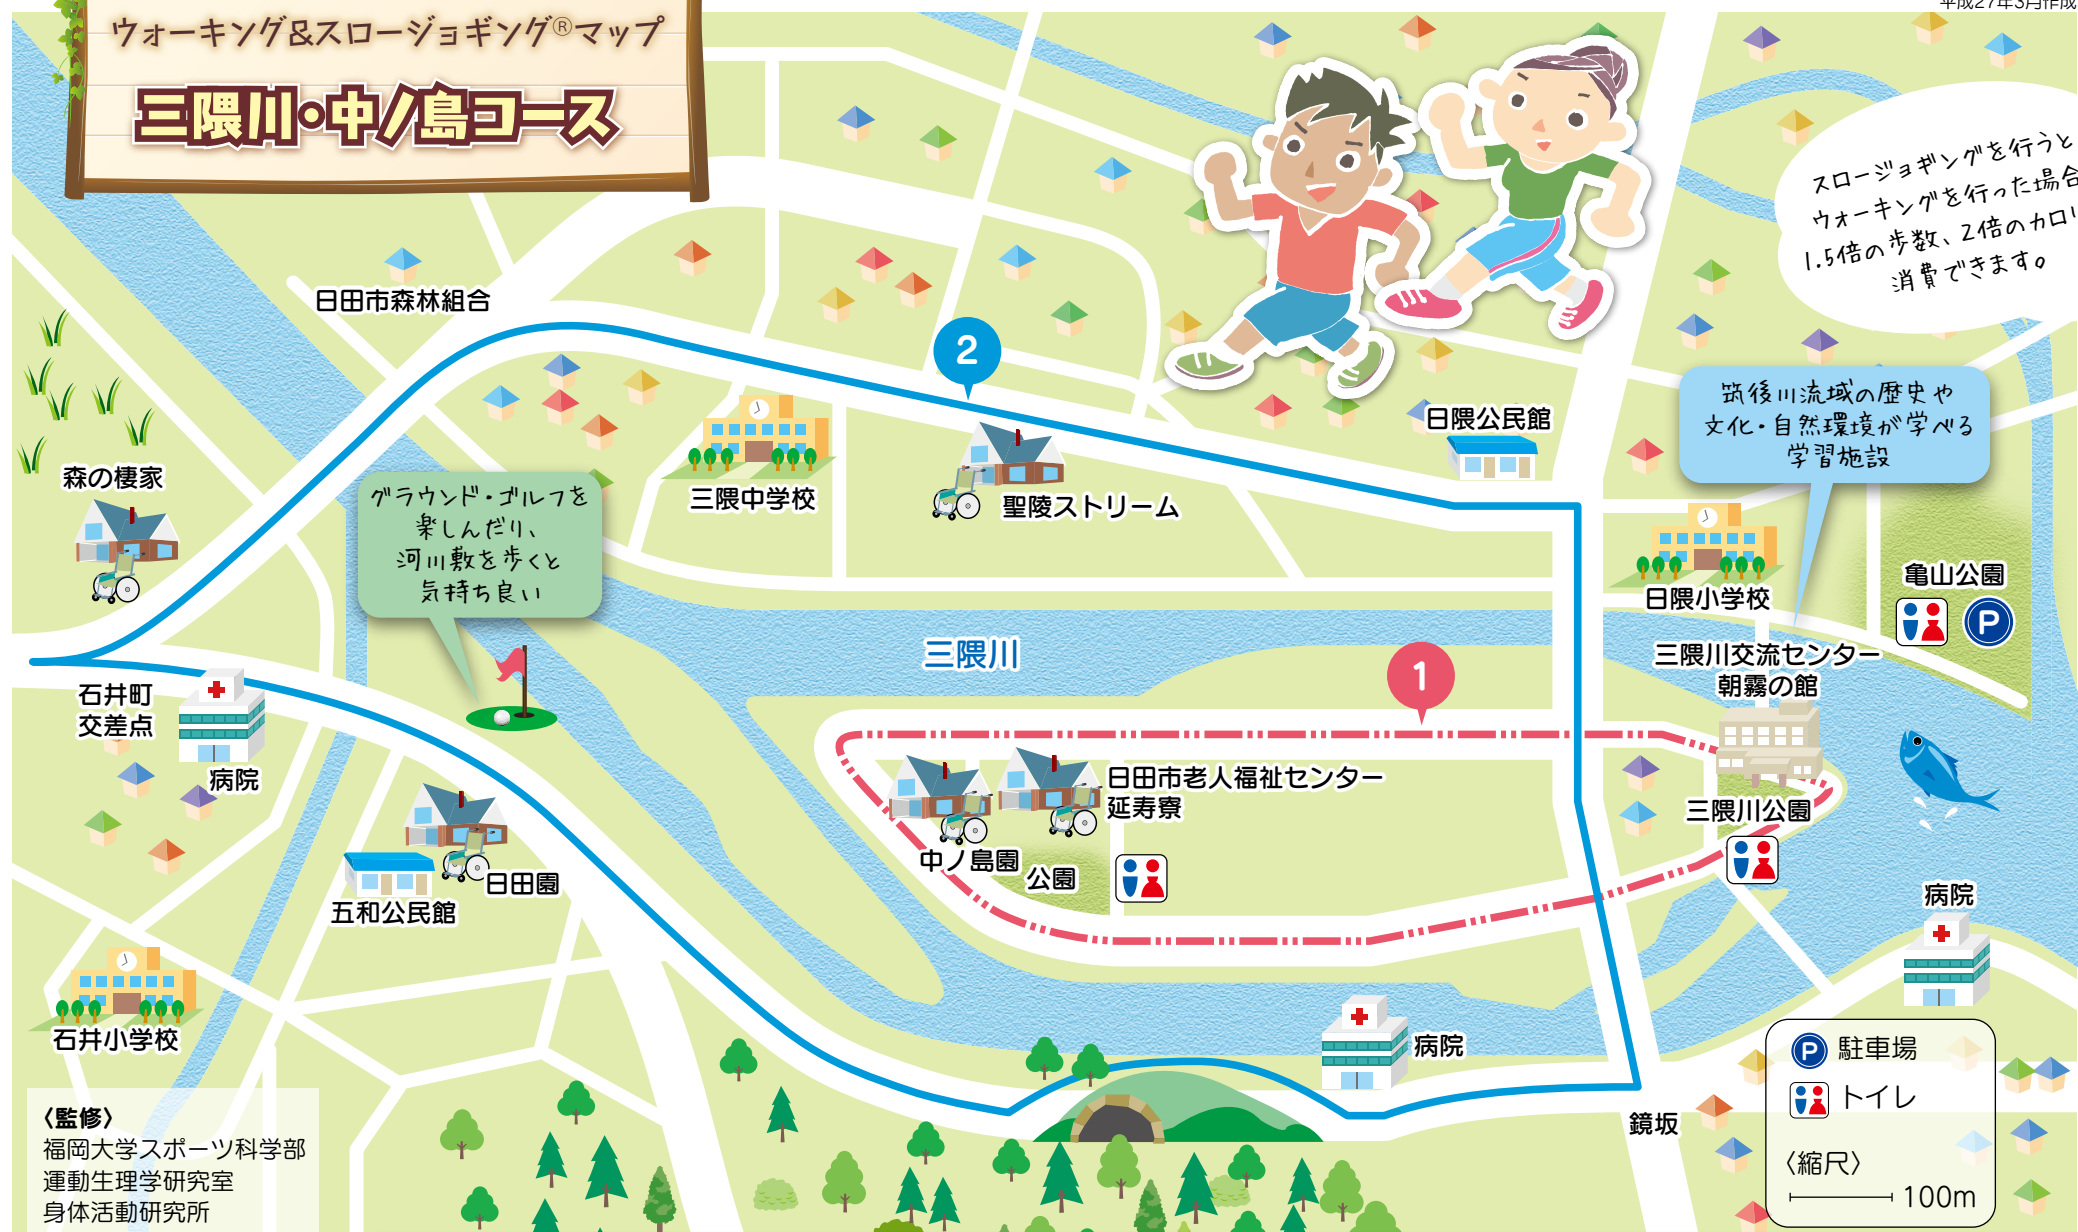 平成27年3月作成
ウォーキング&スロージョギング®マップ
三隈川・中ノ島コース
スロージョギングを行うと
ウォーキングを行った場合
1.5倍の歩数、2倍のカロリ
消費できます。
日田市森林組合
2
筑後川流域の歴史や
文化・自然環境が学べる
学習施設
日隈公民館
森の棲家
グラウンド・ゴルフを
楽しんだり、
河川敷を歩くと
気持ち良い
三隈中学校
聖陵ストリーム
亀山公園
P
日隈小学校
三隈川
1
三隈川交流センター
朝霧の館
石井町
交差点
病院
日田市老人福祉センター
延寿寮
三隈川公園
中ノ島園
公園
日田園
五和公民館
病院
石井小学校
病院
鏡坂
P 駐車場
トイレ
〈縮尺〉
100m
〈監修〉
福岡大学スポーツ科学部
運動生理学研究室
身体活動研究所